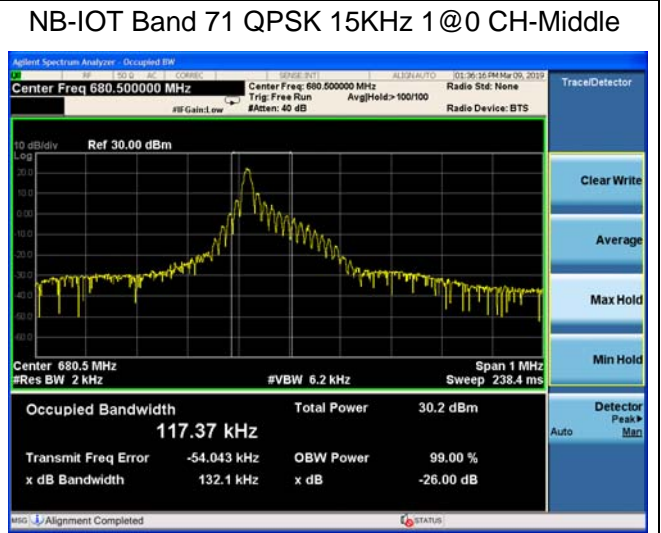 NB-IOT Band 71 QPSK 15KHz 1@0 CH-Middle
Agilent Spectrum Analyzer - Occupied BW
RF 50 Ω AC CORREC SENSE:INT ALIGN AUTO 01:36:16 PM Mar 09, 2019
Center Freq 680.500000 MHz Center Freq: 680.500000 MHz Radio Std: None Trace/Detector
Trig: Free Run Avg|Hold:> 100/100
#IFGain:Low #Atten: 40 dB Radio Device: BTS
10 dB/div Ref 30.00 dBm
Log
20.0
10.0
0.00
-10.0
-20.0
-30.0
-40.0
-50.0
-60.0
Clear Write
Average
Max Hold
Min Hold
Center 680.5 MHz Span 1 MHz
#Res BW 2 kHz #VBW 6.2 kHz Sweep 238.4 ms
Occupied Bandwidth Total Power 30.2 dBm
117.37 kHz
Transmit Freq Error -54.043 kHz OBW Power 99.00 %
x dB Bandwidth 132.1 kHz x dB -26.00 dB
Detector
Peak▶
Auto Man
MSG Alignment Completed STATUS